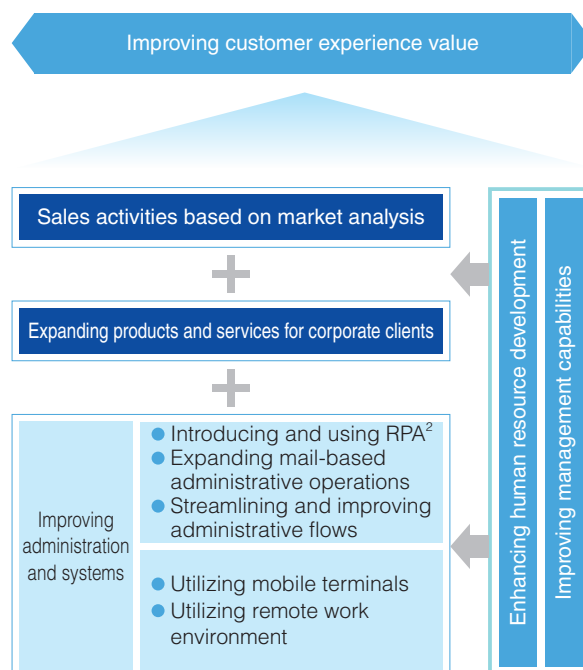 Improving customer experience value
Sales activities based on market analysis
Expanding products and services for corporate clients
Improving
administration
and systems
● Introducing and using RPA²
● Expanding mail-based
administrative operations
● Streamlining and improving
administrative flows
● Utilizing mobile terminals
● Utilizing remote work
environment
Enhancing human resource development
Improving management capabilities